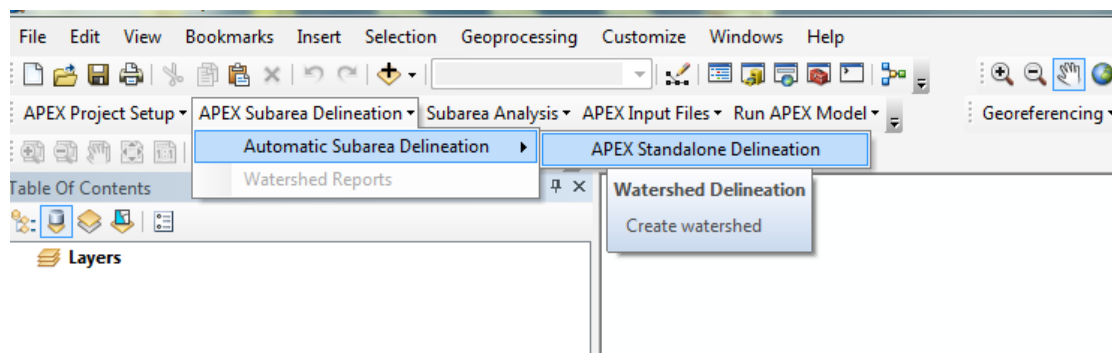 File Edit View Bookmarks Insert Selection Geoprocessing Customize Windows Help
APEX Project Setup APEX Subarea Delineation Subarea Analysis APEX Input Files Run APEX Model Georeferencing
Automatic Subarea Delineation APEX Standalone Delineation
Watershed Reports
Table Of Contents
Watershed Delineation
Create watershed
Layers